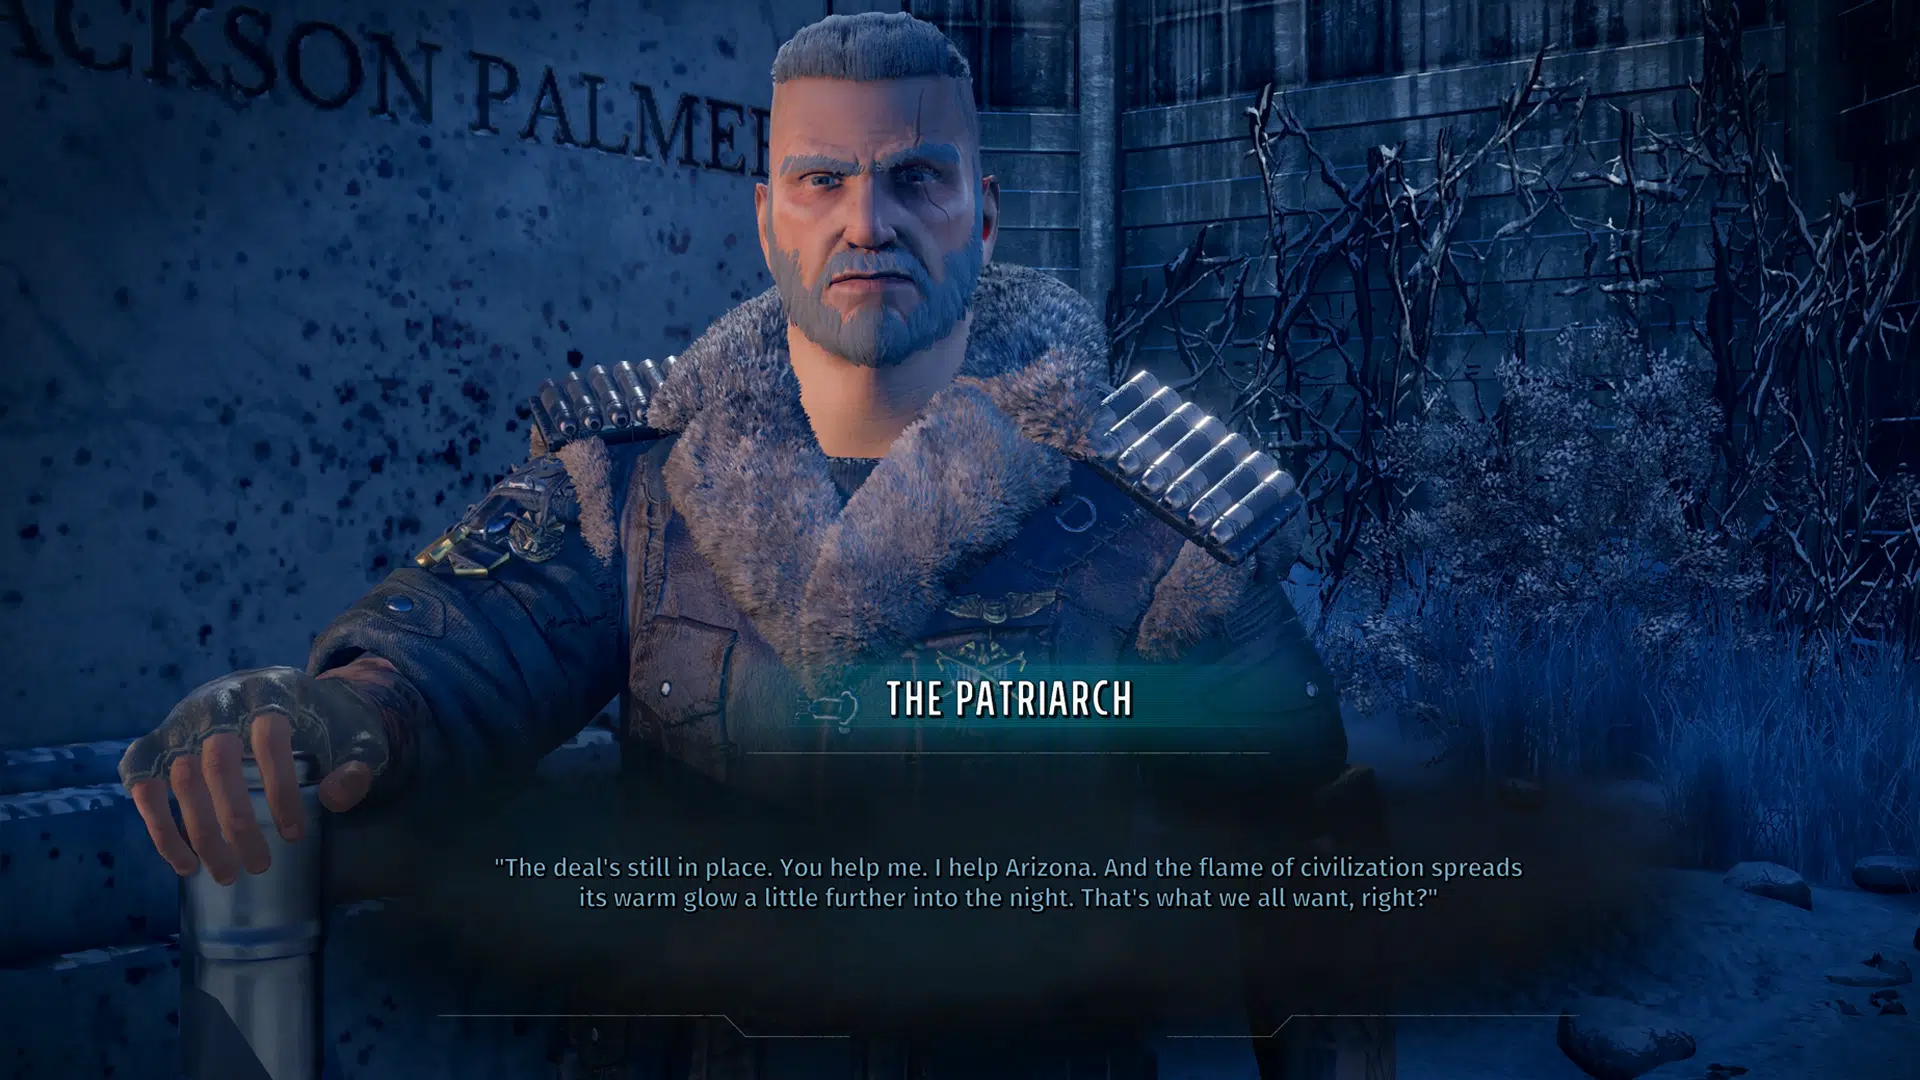 ACKSON PALMER
THE PATRIARCH
"The deal's still in place. You help me. I help Arizona. And the flame of civilization spreads
its warm glow a little further into the night. That's what we all want, right?"